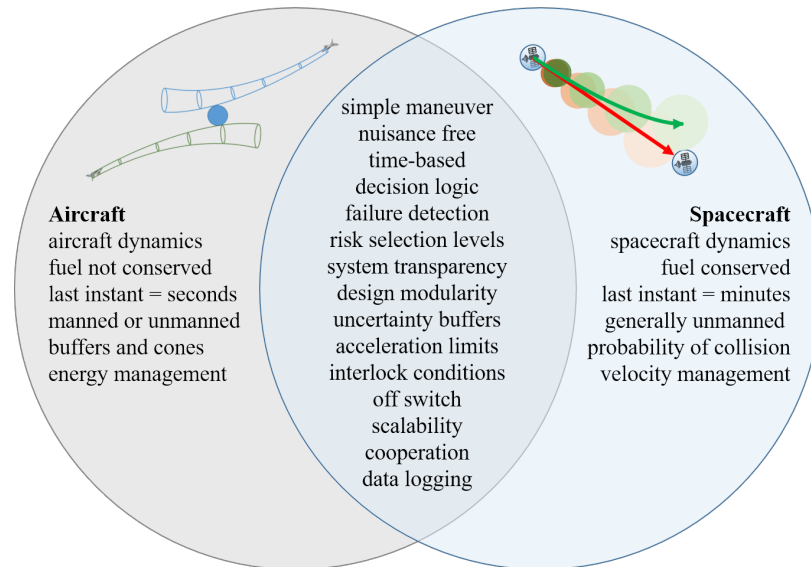 Aircraft
aircraft dynamics
fuel not conserved
last instant = seconds
manned or unmanned
buffers and cones
energy management
simple maneuver
nuisance free
time-based
decision logic
failure detection
risk selection levels
system transparency
design modularity
uncertainty buffers
acceleration limits
interlock conditions
off switch
scalability
cooperation
data logging
Spacecraft
spacecraft dynamics
fuel conserved
last instant = minutes
generally unmanned
probability of collision
velocity management